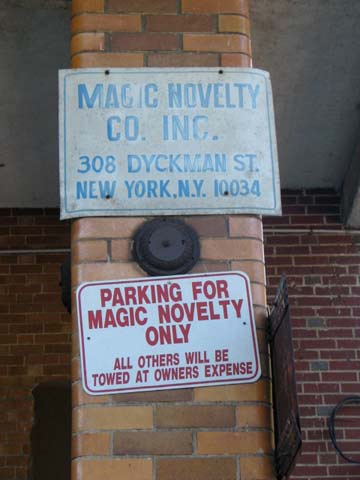 MAGIC NOVELTY
CO. INC.
308 DYCKMAN ST.
NEW YORK, N.Y. 10034
PARKING FOR
MAGIC NOVELTY
ONLY
ALL OTHERS WILL BE
TOWED AT OWNERS EXPENSE